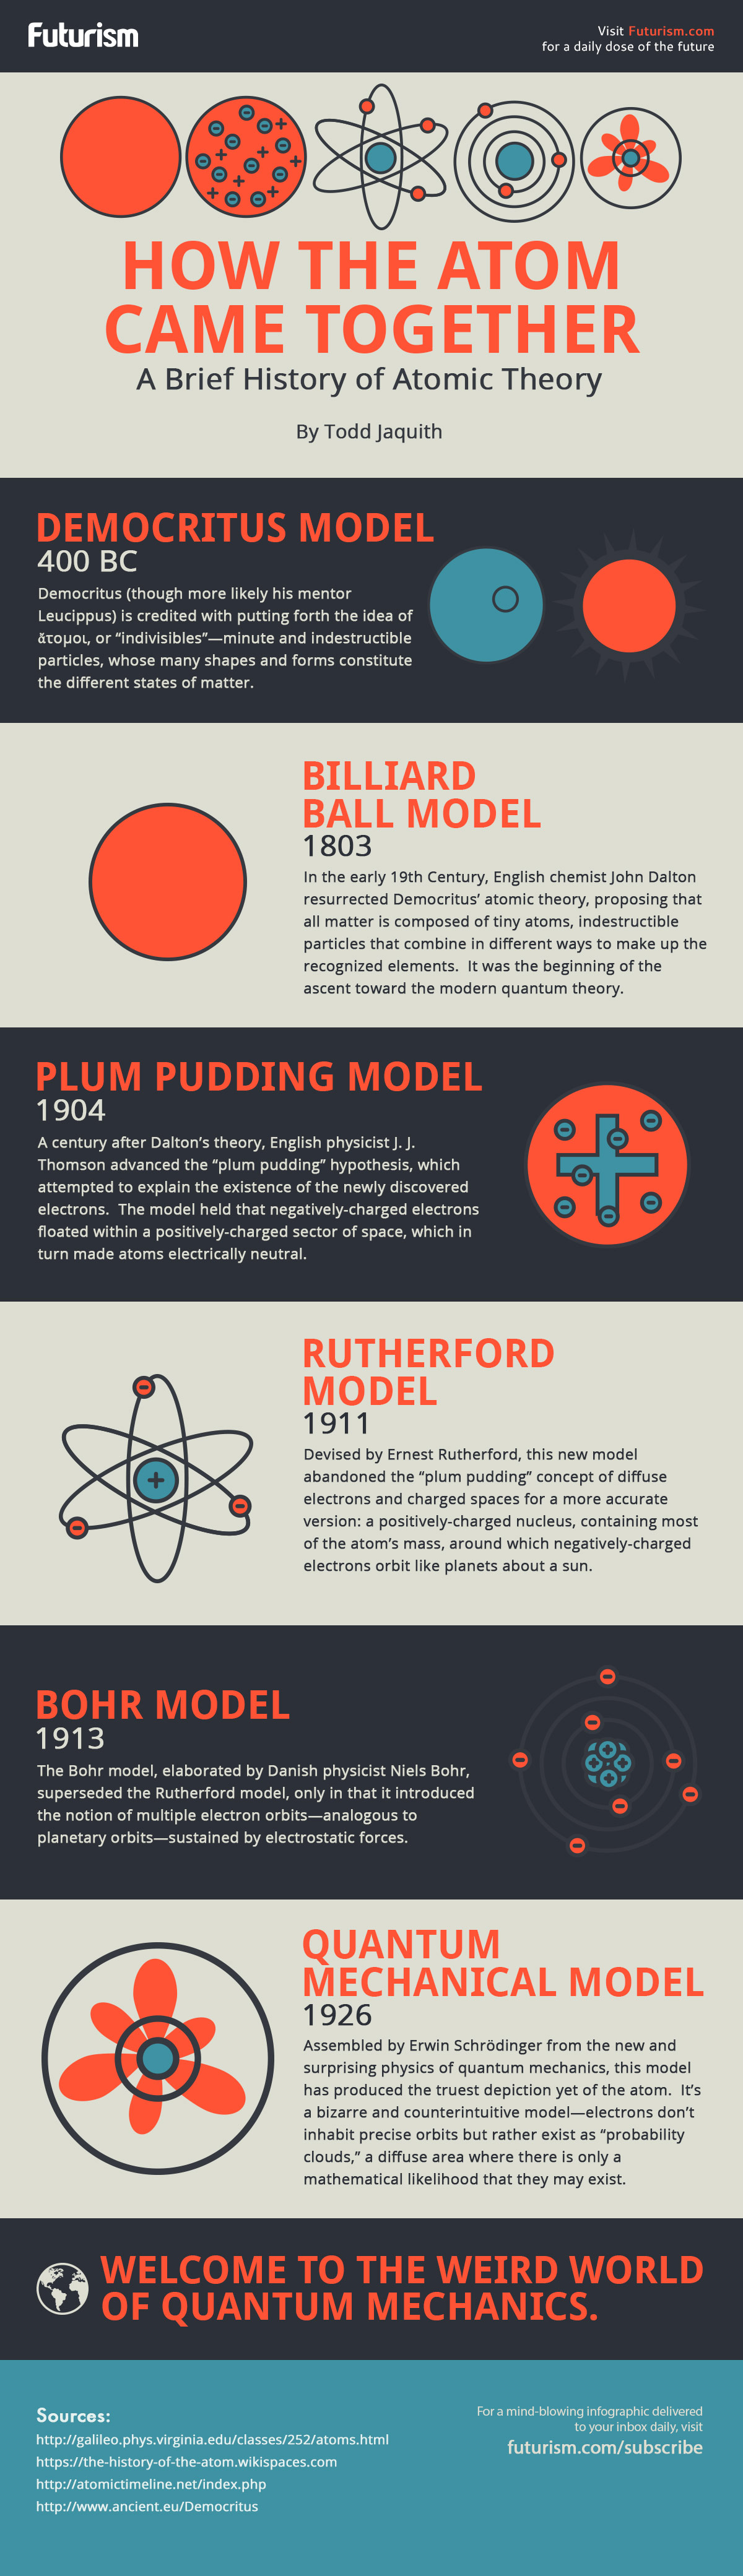 Futurism
Visit Futurism.com
for a daily dose of the future
HOW THE ATOM
CAME TOGETHER
A Brief History of Atomic Theory
By Todd Jaquith
DEMOCRITUS MODEL
400 BC
Democritus (though more likely his mentor
Leucippus) is credited with putting forth the idea of
ἄτομοι, or “indivisibles”—minute and indestructible
particles, whose many shapes and forms constitute
the different states of matter.
BILLIARD
BALL MODEL
1803
In the early 19th Century, English chemist John Dalton
resurrected Democritus’ atomic theory, proposing that
all matter is composed of tiny atoms, indestructible
particles that combine in different ways to make up the
recognized elements.  It was the beginning of the
ascent toward the modern quantum theory.
PLUM PUDDING MODEL
1904
A century after Dalton’s theory, English physicist J. J.
Thomson advanced the “plum pudding” hypothesis, which
attempted to explain the existence of the newly discovered
electrons.  The model held that negatively-charged electrons
floated within a positively-charged sector of space, which in
turn made atoms electrically neutral.
RUTHERFORD
MODEL
1911
Devised by Ernest Rutherford, this new model
abandoned the “plum pudding” concept of diffuse
electrons and charged spaces for a more accurate
version: a positively-charged nucleus, containing most
of the atom’s mass, around which negatively-charged
electrons orbit like planets about a sun.
BOHR MODEL
1913
The Bohr model, elaborated by Danish physicist Niels Bohr,
superseded the Rutherford model, only in that it introduced
the notion of multiple electron orbits—analogous to
planetary orbits—sustained by electrostatic forces.
QUANTUM
MECHANICAL MODEL
1926
Assembled by Erwin Schrödinger from the new and
surprising physics of quantum mechanics, this model
has produced the truest depiction yet of the atom.  It’s
a bizarre and counterintuitive model—electrons don’t
inhabit precise orbits but rather exist as “probability
clouds,” a diffuse area where there is only a
mathematical likelihood that they may exist.
WELCOME TO THE WEIRD WORLD
OF QUANTUM MECHANICS.
Sources:
http://galileo.phys.virginia.edu/classes/252/atoms.html
https://the-history-of-the-atom.wikispaces.com
http://atomictimeline.net/index.php
http://www.ancient.eu/Democritus
For a mind-blowing infographic delivered
to your inbox daily, visit
futurism.com/subscribe